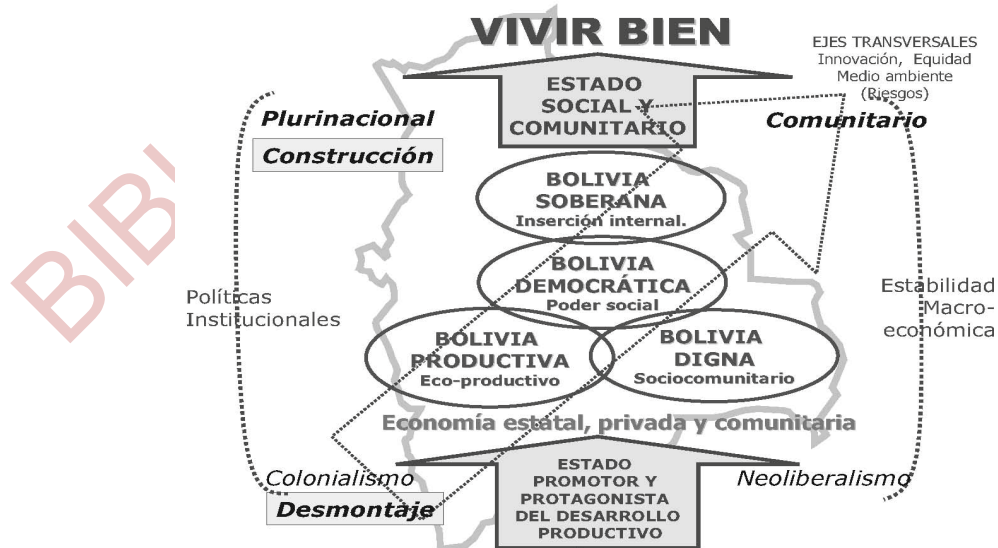 VIVIR BIEN
EJES TRANSVERSALES
Innovación, Equidad
Medio ambiente
(Riesgos)
ESTADO
SOCIAL Y
COMUNITARIO
Plurinacional
Construcción
Comunitario
BOLIVIA
SOBERANA
Inserción internal.
BOLIVIA
DEMOCRÁTICA
Poder social
Políticas
Institucionales
Estabilidad
Macro-
económica
BOLIVIA
PRODUCTIVA
Eco-productivo
BOLIVIA
DIGNA
Sociocomunitario
Economía estatal, privada y comunitaria
Colonialismo
Desmontaje
Neoliberalismo
ESTADO
PROMOTOR Y
PROTAGONISTA
DEL DESARROLLO
PRODUCTIVO